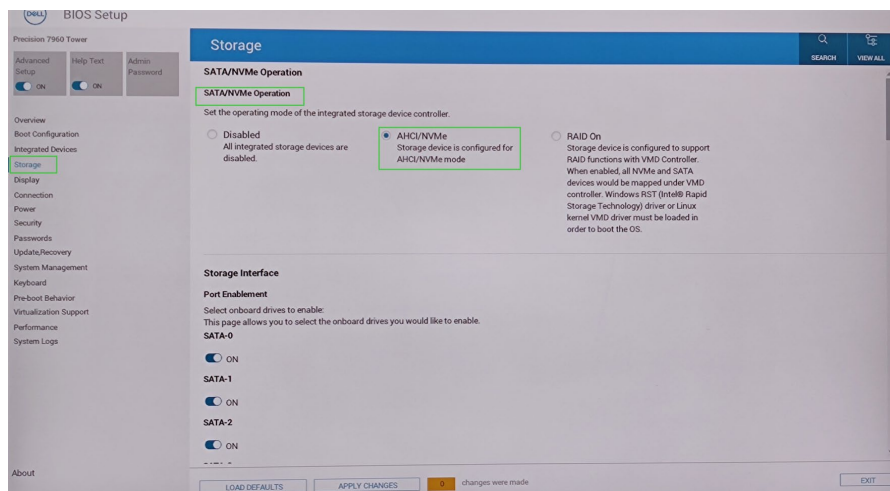 DELL
BIOS Setup
Precision 7960 Tower
Advanced Setup
ON
Help Text
ON
Admin Password
Overview
Boot Configuration
Integrated Devices
Storage
Display
Connection
Power
Security
Passwords
Update,Recovery
System Management
Keyboard
Pre-boot Behavior
Virtualization Support
Performance
System Logs
About
Storage
SEARCH
VIEW ALL
SATA/NVMe Operation
SATA/NVMe Operation
Set the operating mode of the integrated storage device controller.
Disabled
All integrated storage devices are
disabled.
AHCI/NVMe
Storage device is configured for
AHCI/NVMe mode
RAID On
Storage device is configured to support
RAID functions with VMD Controller.
When enabled, all NVMe and SATA
devices would be mapped under VMD
controller. Windows RST (Intel® Rapid
Storage Technology) driver or Linux
kernel VMD driver must be loaded in
order to boot the OS.
Storage Interface
Port Enablement
Select onboard drives to enable:
This page allows you to select the onboard drives you would like to enable.
SATA-0
ON
SATA-1
ON
SATA-2
ON
LOAD DEFAULTS
APPLY CHANGES
0
changes were made
EXIT